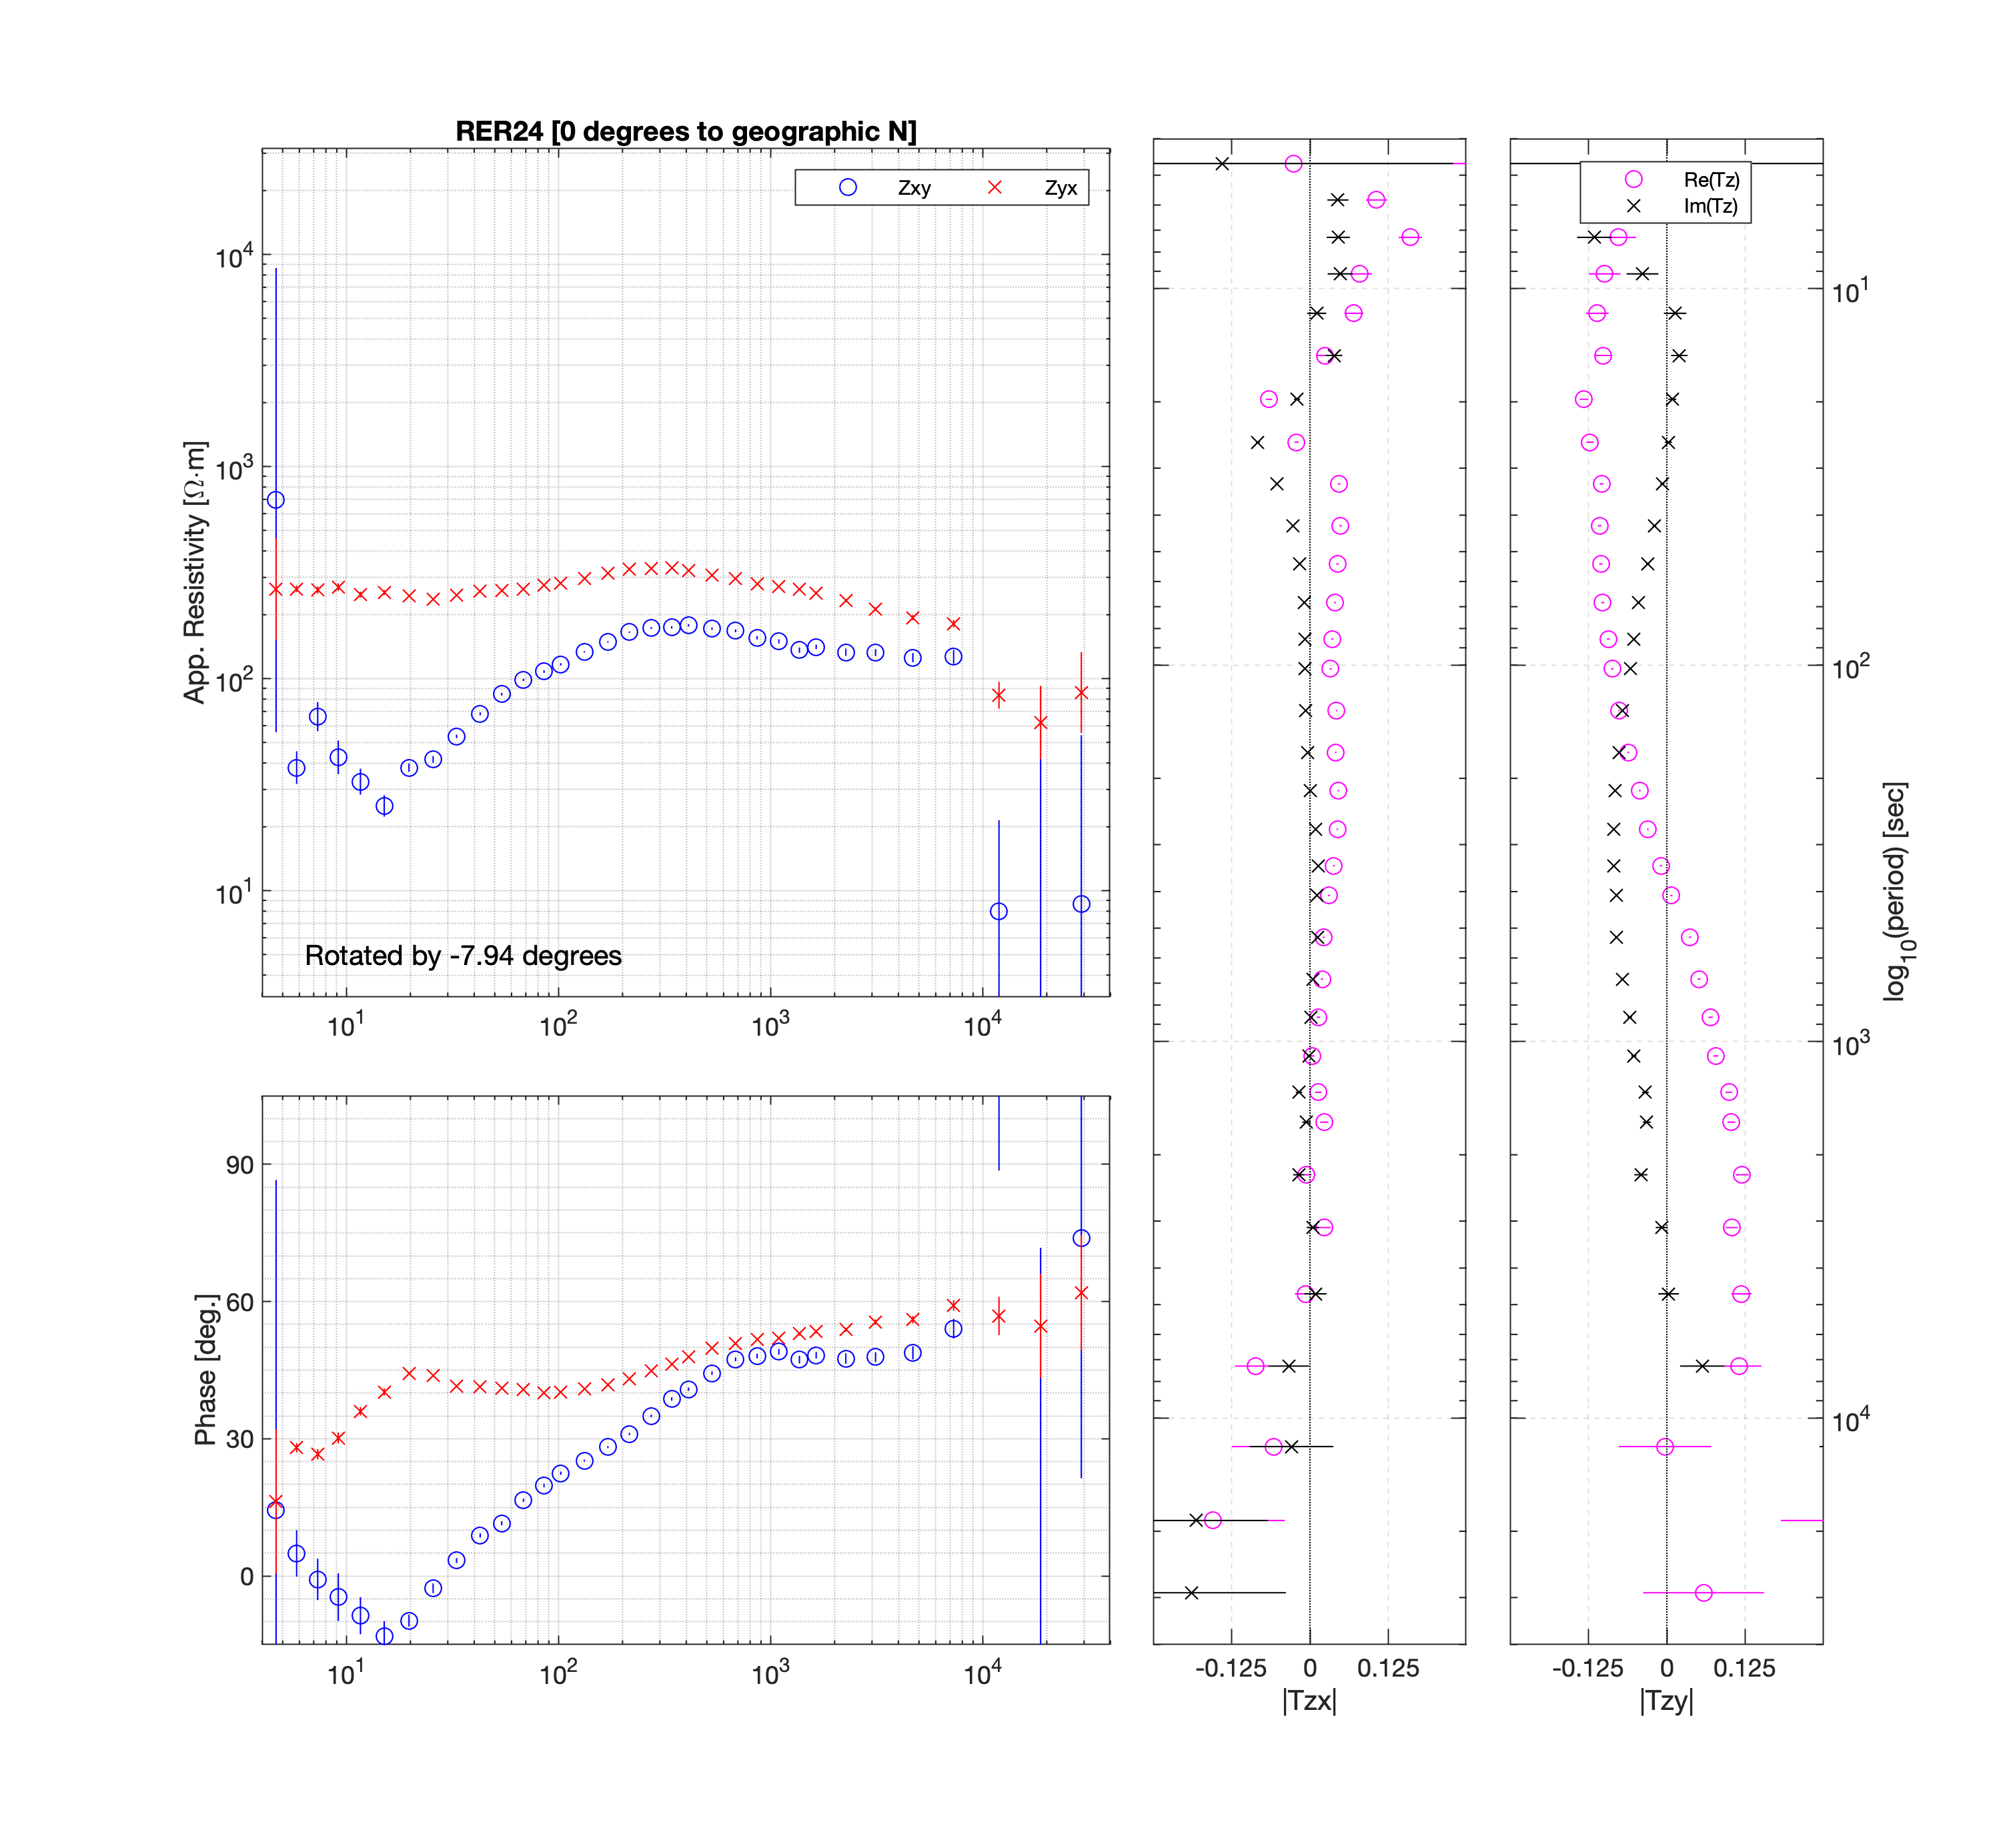 RER24 [0 degrees to geographic N]
App. Resistivity [Ω·m]
10^4
10^3
10^2
10^1
Zxy
Zyx
Rotated by -7.94 degrees
10^1 10^2 10^3 10^4
Phase [deg.]
90
60
30
0
10^1 10^2 10^3 10^4
-0.125 0 0.125
|Tzx|
Re(Tz)
Im(Tz)
-0.125 0 0.125
|Tzy|
10^1
10^2
10^3
10^4
log10(period) [sec]